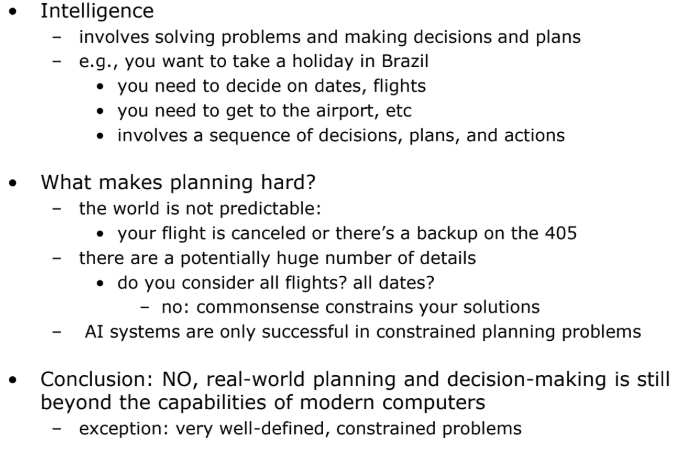 • Intelligence
– involves solving problems and making decisions and plans
– e.g., you want to take a holiday in Brazil
• you need to decide on dates, flights
• you need to get to the airport, etc
• involves a sequence of decisions, plans, and actions
• What makes planning hard?
– the world is not predictable:
• your flight is canceled or there's a backup on the 405
– there are a potentially huge number of details
• do you consider all flights? all dates?
– no: commonsense constrains your solutions
– AI systems are only successful in constrained planning problems
• Conclusion: NO, real-world planning and decision-making is still
beyond the capabilities of modern computers
– exception: very well-defined, constrained problems